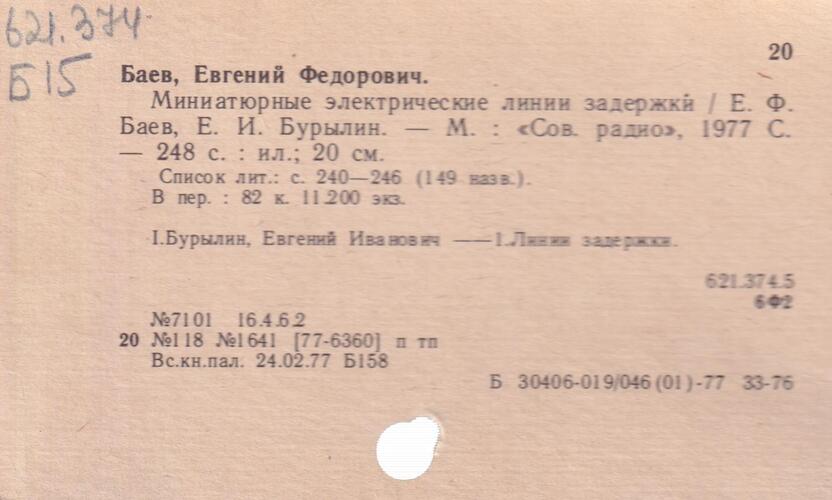 621.374
Б15
20
Баев, Евгений Федорович.
Миниатюрные электрические линии задержки / Е. Ф.
Баев, Е. И. Бурылин. — М. : «Сов. радио», 1977 С.
— 248 с. : ил.; 20 см.
Список лит.: с. 240—246 (149 назв.).
В пер. : 82 к. 11200 экз.
I.Бурылин, Евгений Иванович —— 1.Линии задержки.
621.374.5
6Ф2
№7101 16.4.6.2
20 №118 №1641 [77-6360] п тп
Вс.кн.пал. 24.02.77 Б158
Б 30406-019/046(01)-77 33-76